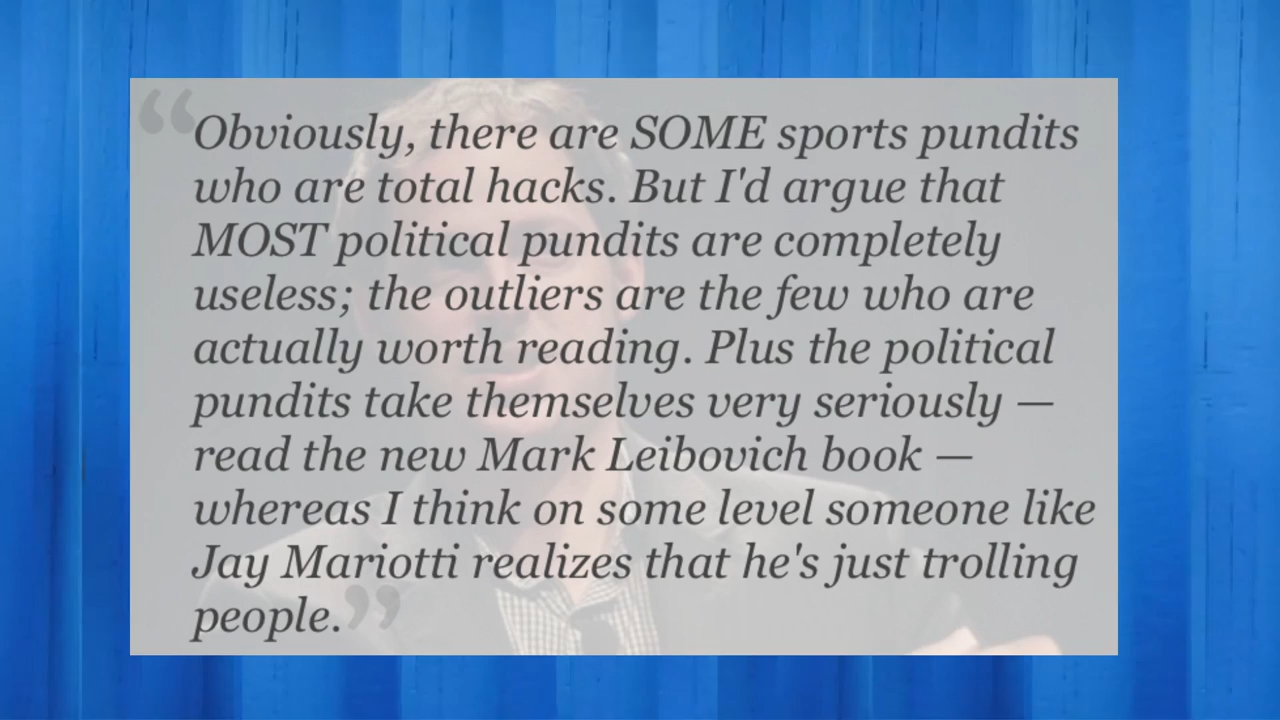 “Obviously, there are SOME sports pundits
who are total hacks. But I'd argue that
MOST political pundits are completely
useless; the outliers are the few who are
actually worth reading. Plus the political
pundits take themselves very seriously —
read the new Mark Leibovich book —
whereas I think on some level someone like
Jay Mariotti realizes that he's just trolling
people.”